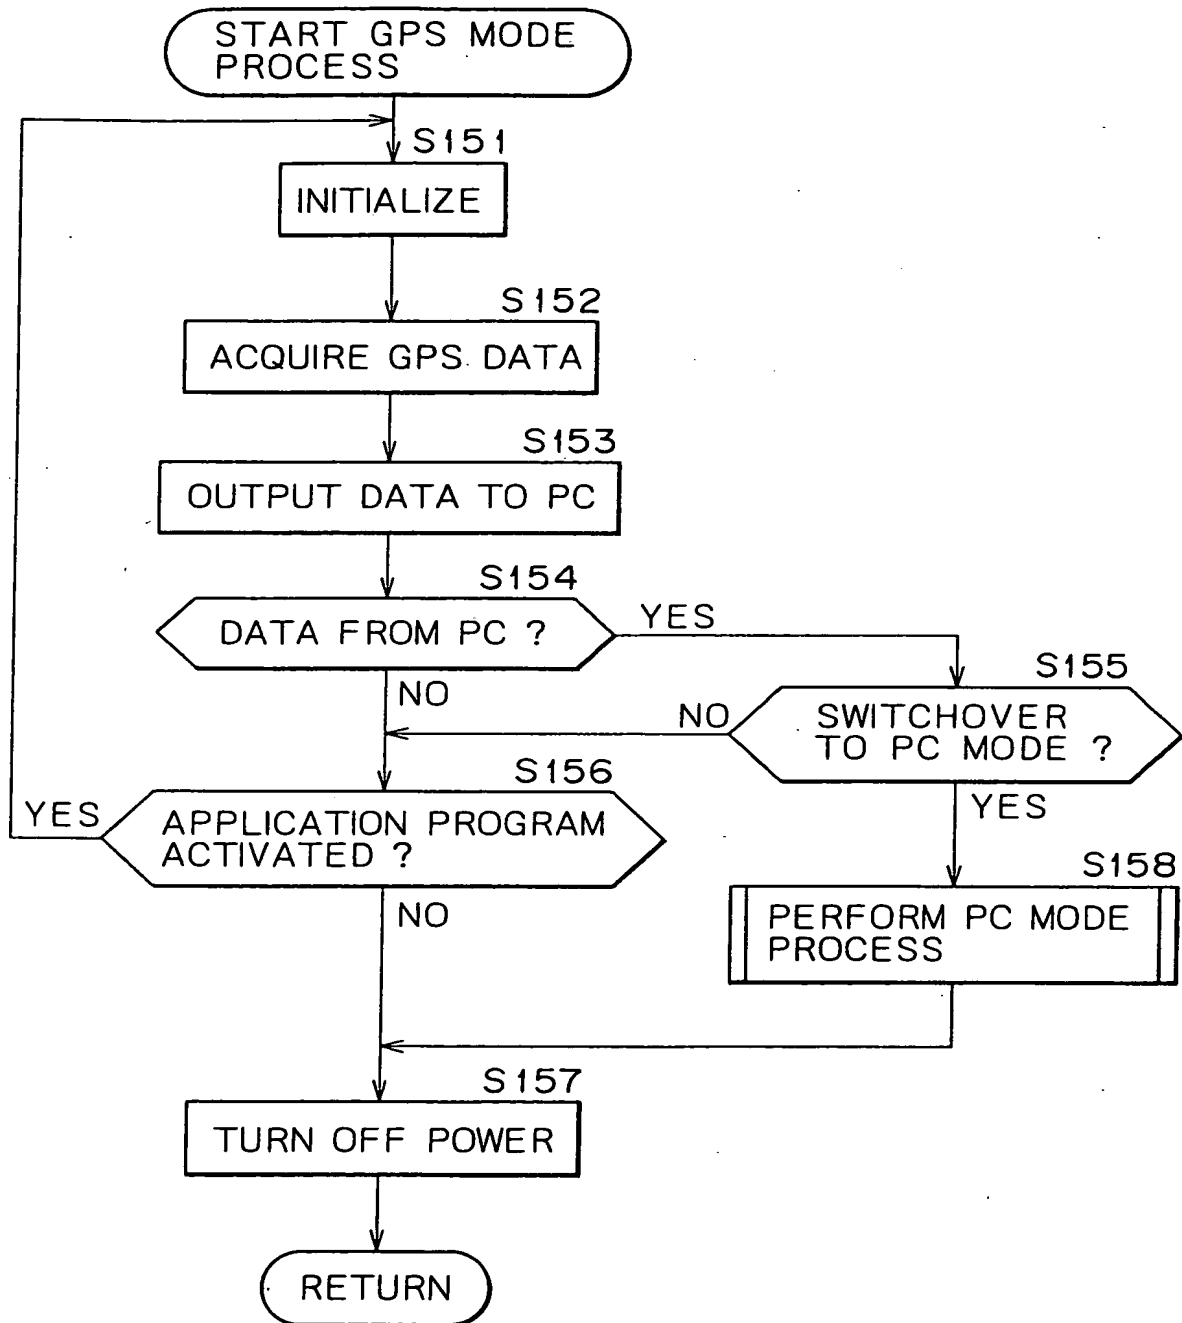 START GPS MODE
PROCESS
S151
INITIALIZE
S152
ACQUIRE GPS DATA
S153
OUTPUT DATA TO PC
S154
DATA FROM PC ?
YES
NO
S155
SWITCHOVER
TO PC MODE ?
NO
YES
S156
APPLICATION PROGRAM
ACTIVATED ?
YES
NO
S158
PERFORM PC MODE
PROCESS
S157
TURN OFF POWER
RETURN